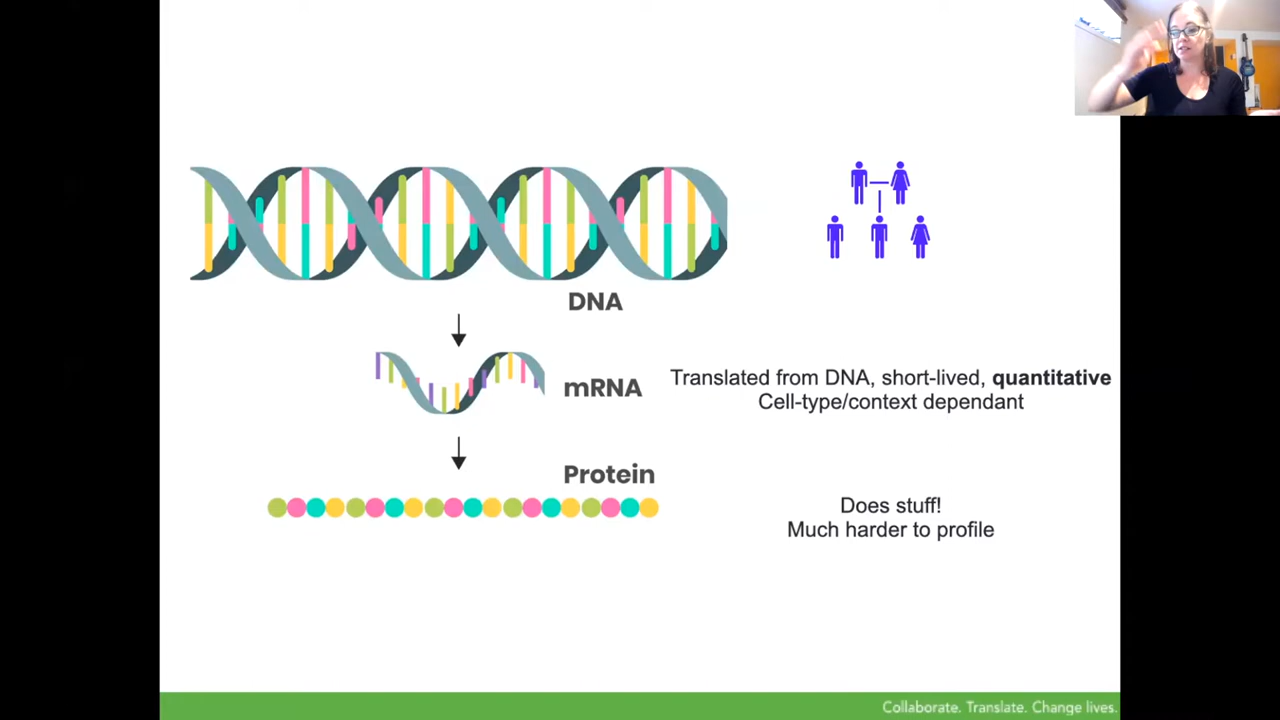 DNA
mRNA
Translated from DNA, short-lived, quantitative
Cell-type/context dependant
Protein
Does stuff!
Much harder to profile
Collaborate. Translate. Change lives.